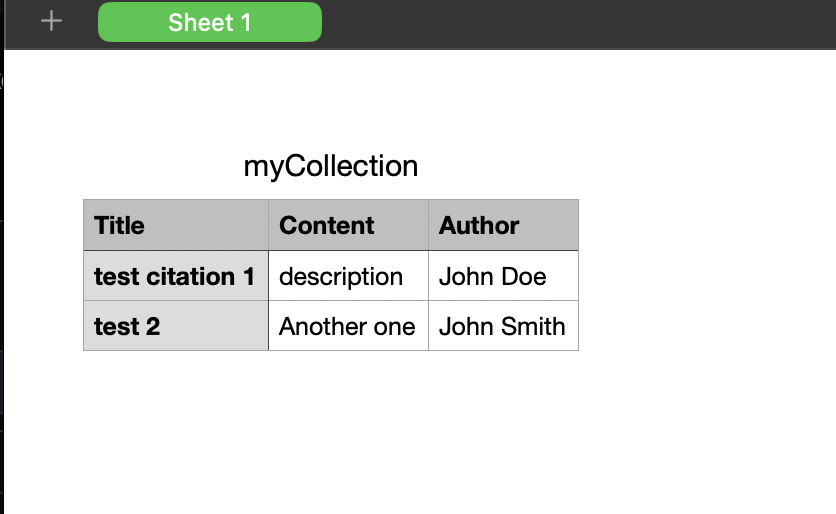 Sheet 1
myCollection
Title Content Author
test citation 1 description John Doe
test 2 Another one John Smith